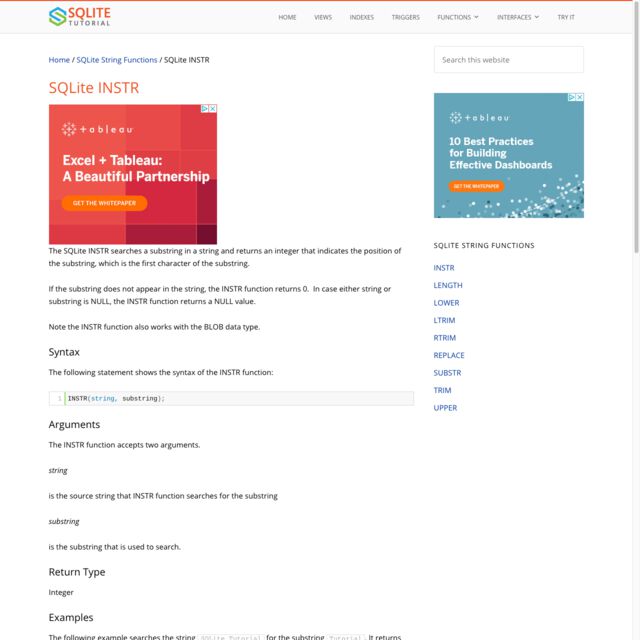 SQLITE
TUTORIAL
HOME
VIEWS
INDEXES
TRIGGERS
FUNCTIONS
INTERFACES
TRY IT
Home / SQLite String Functions / SQLite INSTR
SQLite INSTR
+ableau
Excel + Tableau:
A Beautiful Partnership
GET THE WHITEPAPER
The SQLite INSTR searches a substring in a string and returns an integer that indicates the position of
the substring, which is the first character of the substring.
If the substring does not appear in the string, the INSTR function returns 0. In case either string or
substring is NULL, the INSTR function returns a NULL value.
Note the INSTR function also works with the BLOB data type.
Syntax
The following statement shows the syntax of the INSTR function:
1 INSTR(string, substring);
Arguments
The INSTR function accepts two arguments.
string
is the source string that INSTR function searches for the substring
substring
is the substring that is used to search.
Return Type
Integer
Examples
The following example searches the string SQLite Tutorial for the substring Tutorial. It returns
Search this website
+ableau
10 Best Practices
for Building
Effective Dashboards
GET THE WHITEPAPER
SQLITE STRING FUNCTIONS
INSTR
LENGTH
LOWER
LTRIM
RTRIM
REPLACE
SUBSTR
TRIM
UPPER